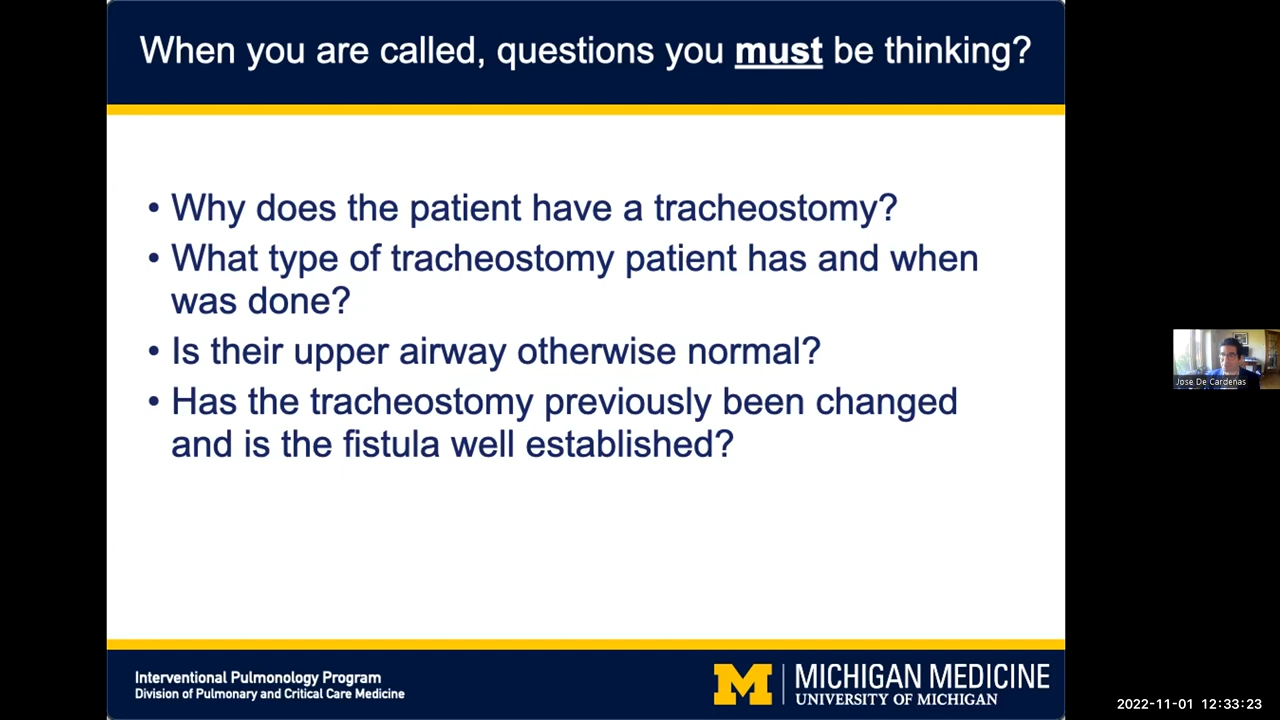 When you are called, questions you must be thinking?
• Why does the patient have a tracheostomy?
• What type of tracheostomy patient has and when
was done?
• Is their upper airway otherwise normal?
• Has the tracheostomy previously been changed
and is the fistula well established?
Jose De Cardenas
Interventional Pulmonology Program
Division of Pulmonary and Critical Care Medicine
M
MICHIGAN MEDICINE
UNIVERSITY OF MICHIGAN
2022-11-01 12:33:23